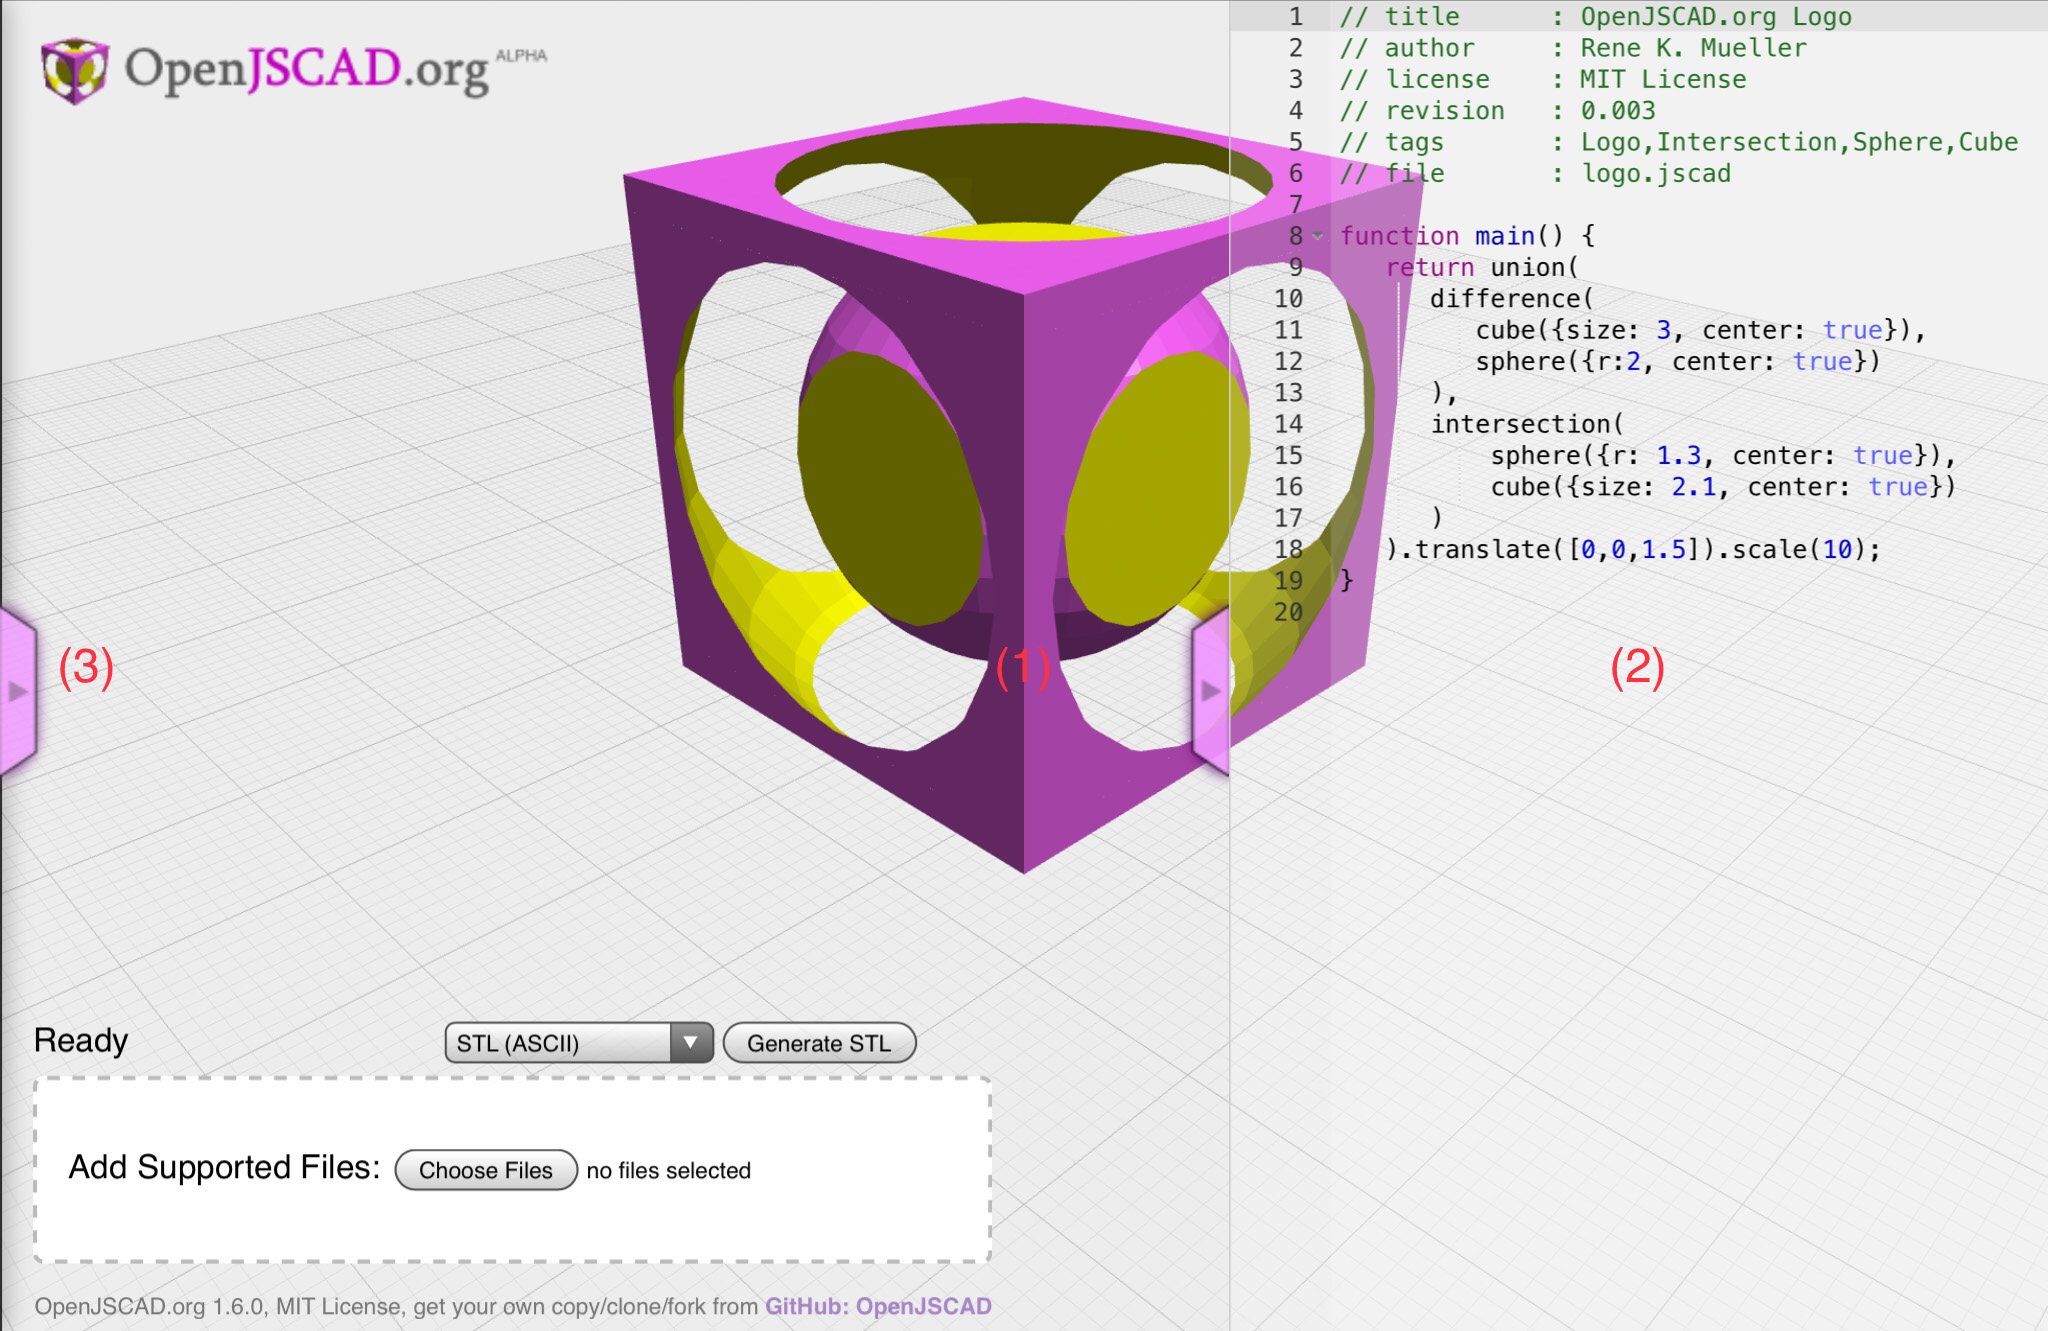 OpenJSCAD.org ALPHA
1 // title      : OpenJSCAD.org Logo
2 // author     : Rene K. Mueller
3 // license    : MIT License
4 // revision   : 0.003
5 // tags       : Logo,Intersection,Sphere,Cube
6 // file       : logo.jscad
7
8 function main() {
9    return union(
10       difference(
11          cube({size: 3, center: true}),
12          sphere({r:2, center: true})
13       ),
14       intersection(
15           sphere({r: 1.3, center: true}),
16           cube({size: 2.1, center: true})
17       )
18    ).translate([0,0,1.5]).scale(10);
19 }
20
(3)
(1)
(2)
Ready
STL (ASCII)
Generate STL
Add Supported Files: Choose Files no files selected
OpenJSCAD.org 1.6.0, MIT License, get your own copy/clone/fork from GitHub: OpenJSCAD